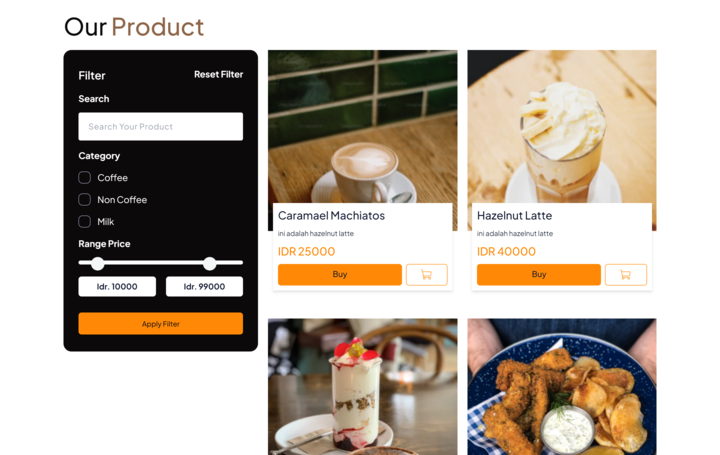 Our Product
Filter
Reset Filter
Search
Search Your Product
Category
Coffee
Non Coffee
Milk
Range Price
Idr. 10000
Idr. 99000
Apply Filter
Caramael Machiatos
ini adalah hazelnut latte
IDR 25000
Buy
Hazelnut Latte
ini adalah hazelnut latte
IDR 40000
Buy